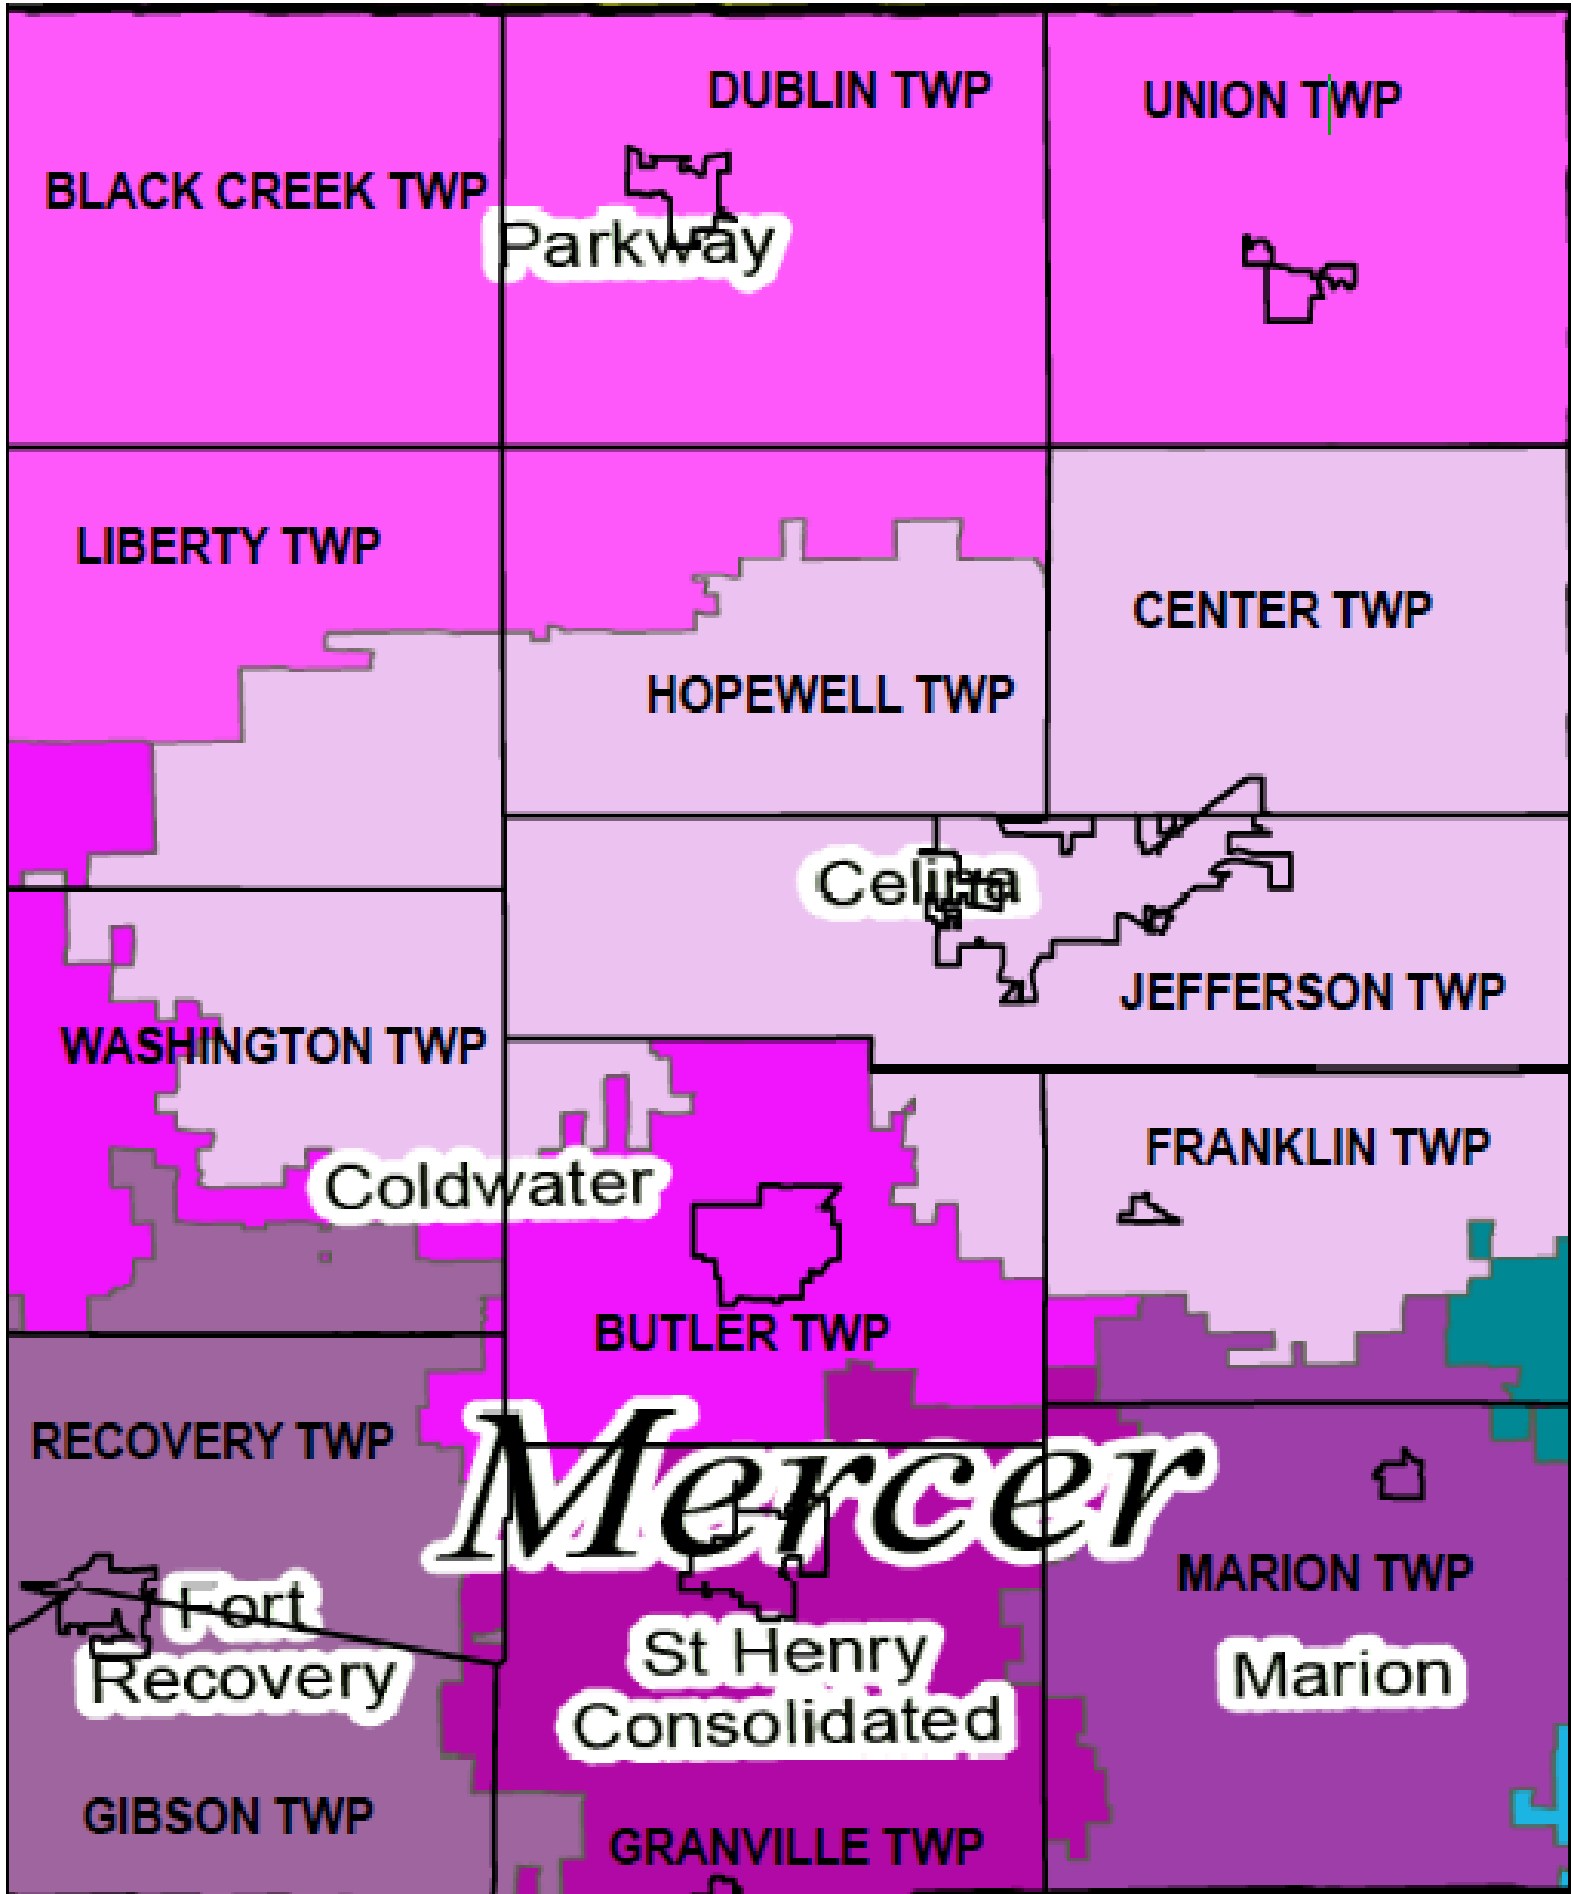 DUBLIN TWP
UNION TWP
BLACK CREEK TWP
Parkway
LIBERTY TWP
CENTER TWP
HOPEWELL TWP
Celina
JEFFERSON TWP
WASHINGTON TWP
FRANKLIN TWP
Coldwater
BUTLER TWP
RECOVERY TWP
Mercer
MARION TWP
Fort
Recovery
St Henry
Consolidated
Marion
GIBSON TWP
GRANVILLE TWP